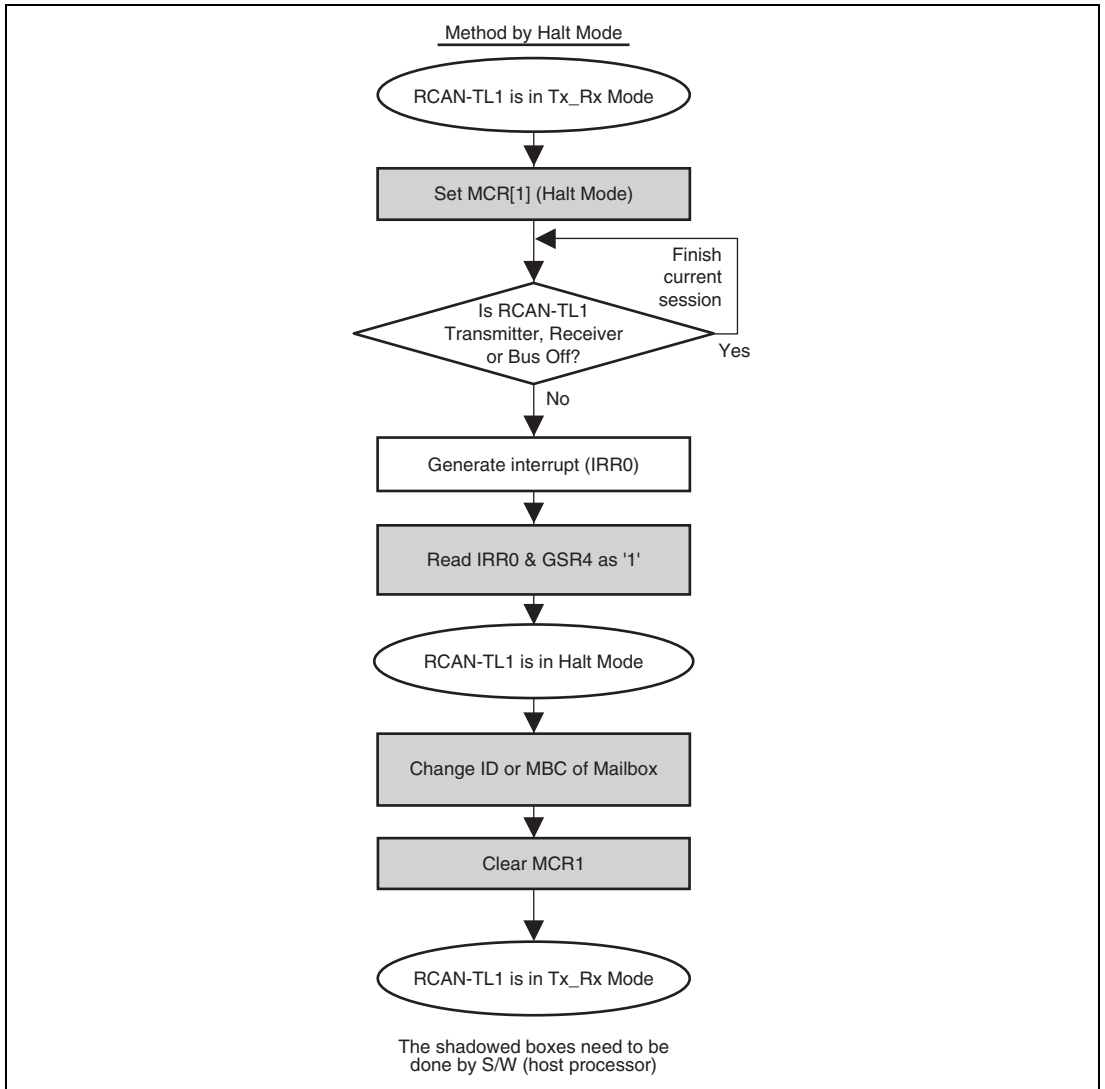 Method by Halt Mode
RCAN-TL1 is in Tx_Rx Mode
Set MCR[1] (Halt Mode)
Finish
current
session
Is RCAN-TL1
Transmitter, Receiver
or Bus Off?
Yes
No
Generate interrupt (IRR0)
Read IRR0 & GSR4 as '1'
RCAN-TL1 is in Halt Mode
Change ID or MBC of Mailbox
Clear MCR1
RCAN-TL1 is in Tx_Rx Mode
The shadowed boxes need to be
done by S/W (host processor)